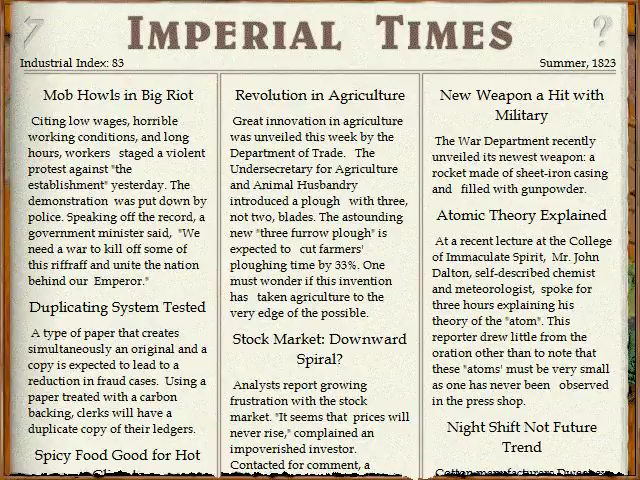 IMPERIAL TIMES
Industrial Index: 83
Summer, 1823
Mob Howls in Big Riot
Citing low wages, horrible
working conditions, and long
hours, workers staged a violent
protest against "the
establishment" yesterday. The
demonstration was put down by
police. Speaking off the record, a
government minister said, "We
need a war to kill off some of
this riffraff and unite the nation
behind our Emperor."
Duplicating System Tested
A type of paper that creates
simultaneously an original and a
copy is expected to lead to a
reduction in fraud cases. Using a
paper treated with a carbon
backing, clerks will have a
duplicate copy of their ledgers.
Spicy Food Good for Hot
Revolution in Agriculture
Great innovation in agriculture
was unveiled this week by the
Department of Trade. The
Undersecretary for Agriculture
and Animal Husbandry
introduced a plough with three,
not two, blades. The astounding
new "three furrow plough" is
expected to cut farmers'
ploughing time by 33%. One
must wonder if this invention
has taken agriculture to the
very edge of the possible.
Stock Market: Downward
Spiral?
Analysts report growing
frustration with the stock
market. "It seems that prices will
never rise," complained an
impoverished investor.
Contacted for comment, a
New Weapon a Hit with
Military
The War Department recently
unveiled its newest weapon: a
rocket made of sheet-iron casing
and filled with gunpowder.
Atomic Theory Explained
At a recent lecture at the College
of Immaculate Spirit, Mr. John
Dalton, self-described chemist
and meteorologist, spoke for
three hours explaining his
theory of the "atom". This
reporter drew little from the
oration other than to note that
these "atoms' must be very small
as one has never been observed
in the press shop.
Night Shift Not Future
Trend